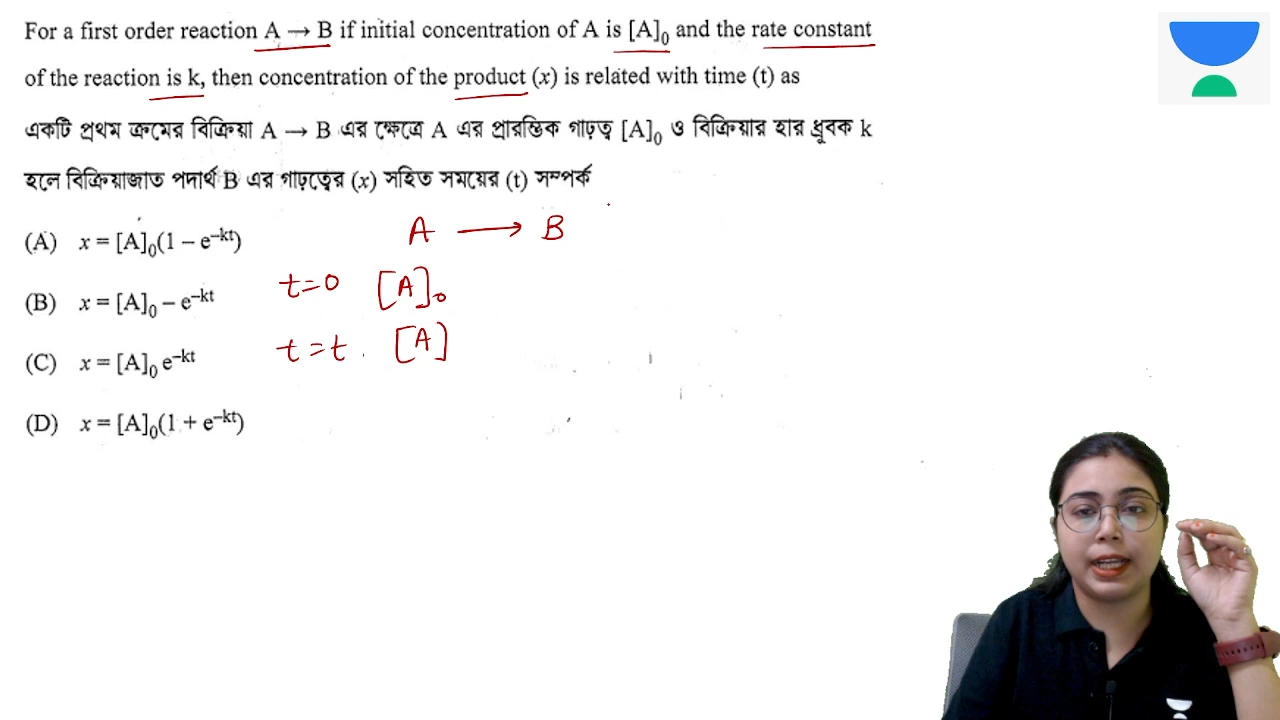 For a first order reaction A → B if initial concentration of A is [A]₀ and the rate constant
of the reaction is k, then concentration of the product (x) is related with time (t) as
একটি প্রথম ক্রমের বিক্রিয়া A → B এর ক্ষেত্রে A এর প্রারম্ভিক গাঢ়ত্ব [A]₀ ও বিক্রিয়ার হার ধ্রুবক k
হলে বিক্রিয়াজাত পদার্থ B এর গাঢ়ত্বের (x) সহিত সময়ের (t) সম্পর্ক
(A) x = [A]₀(1 – e⁻ᵏᵗ)
(B) x = [A]₀ – e⁻ᵏᵗ
(C) x = [A]₀ e⁻ᵏᵗ
(D) x = [A]₀(1 + e⁻ᵏᵗ)
A → B
t=0 [A]₀
t=t [A]